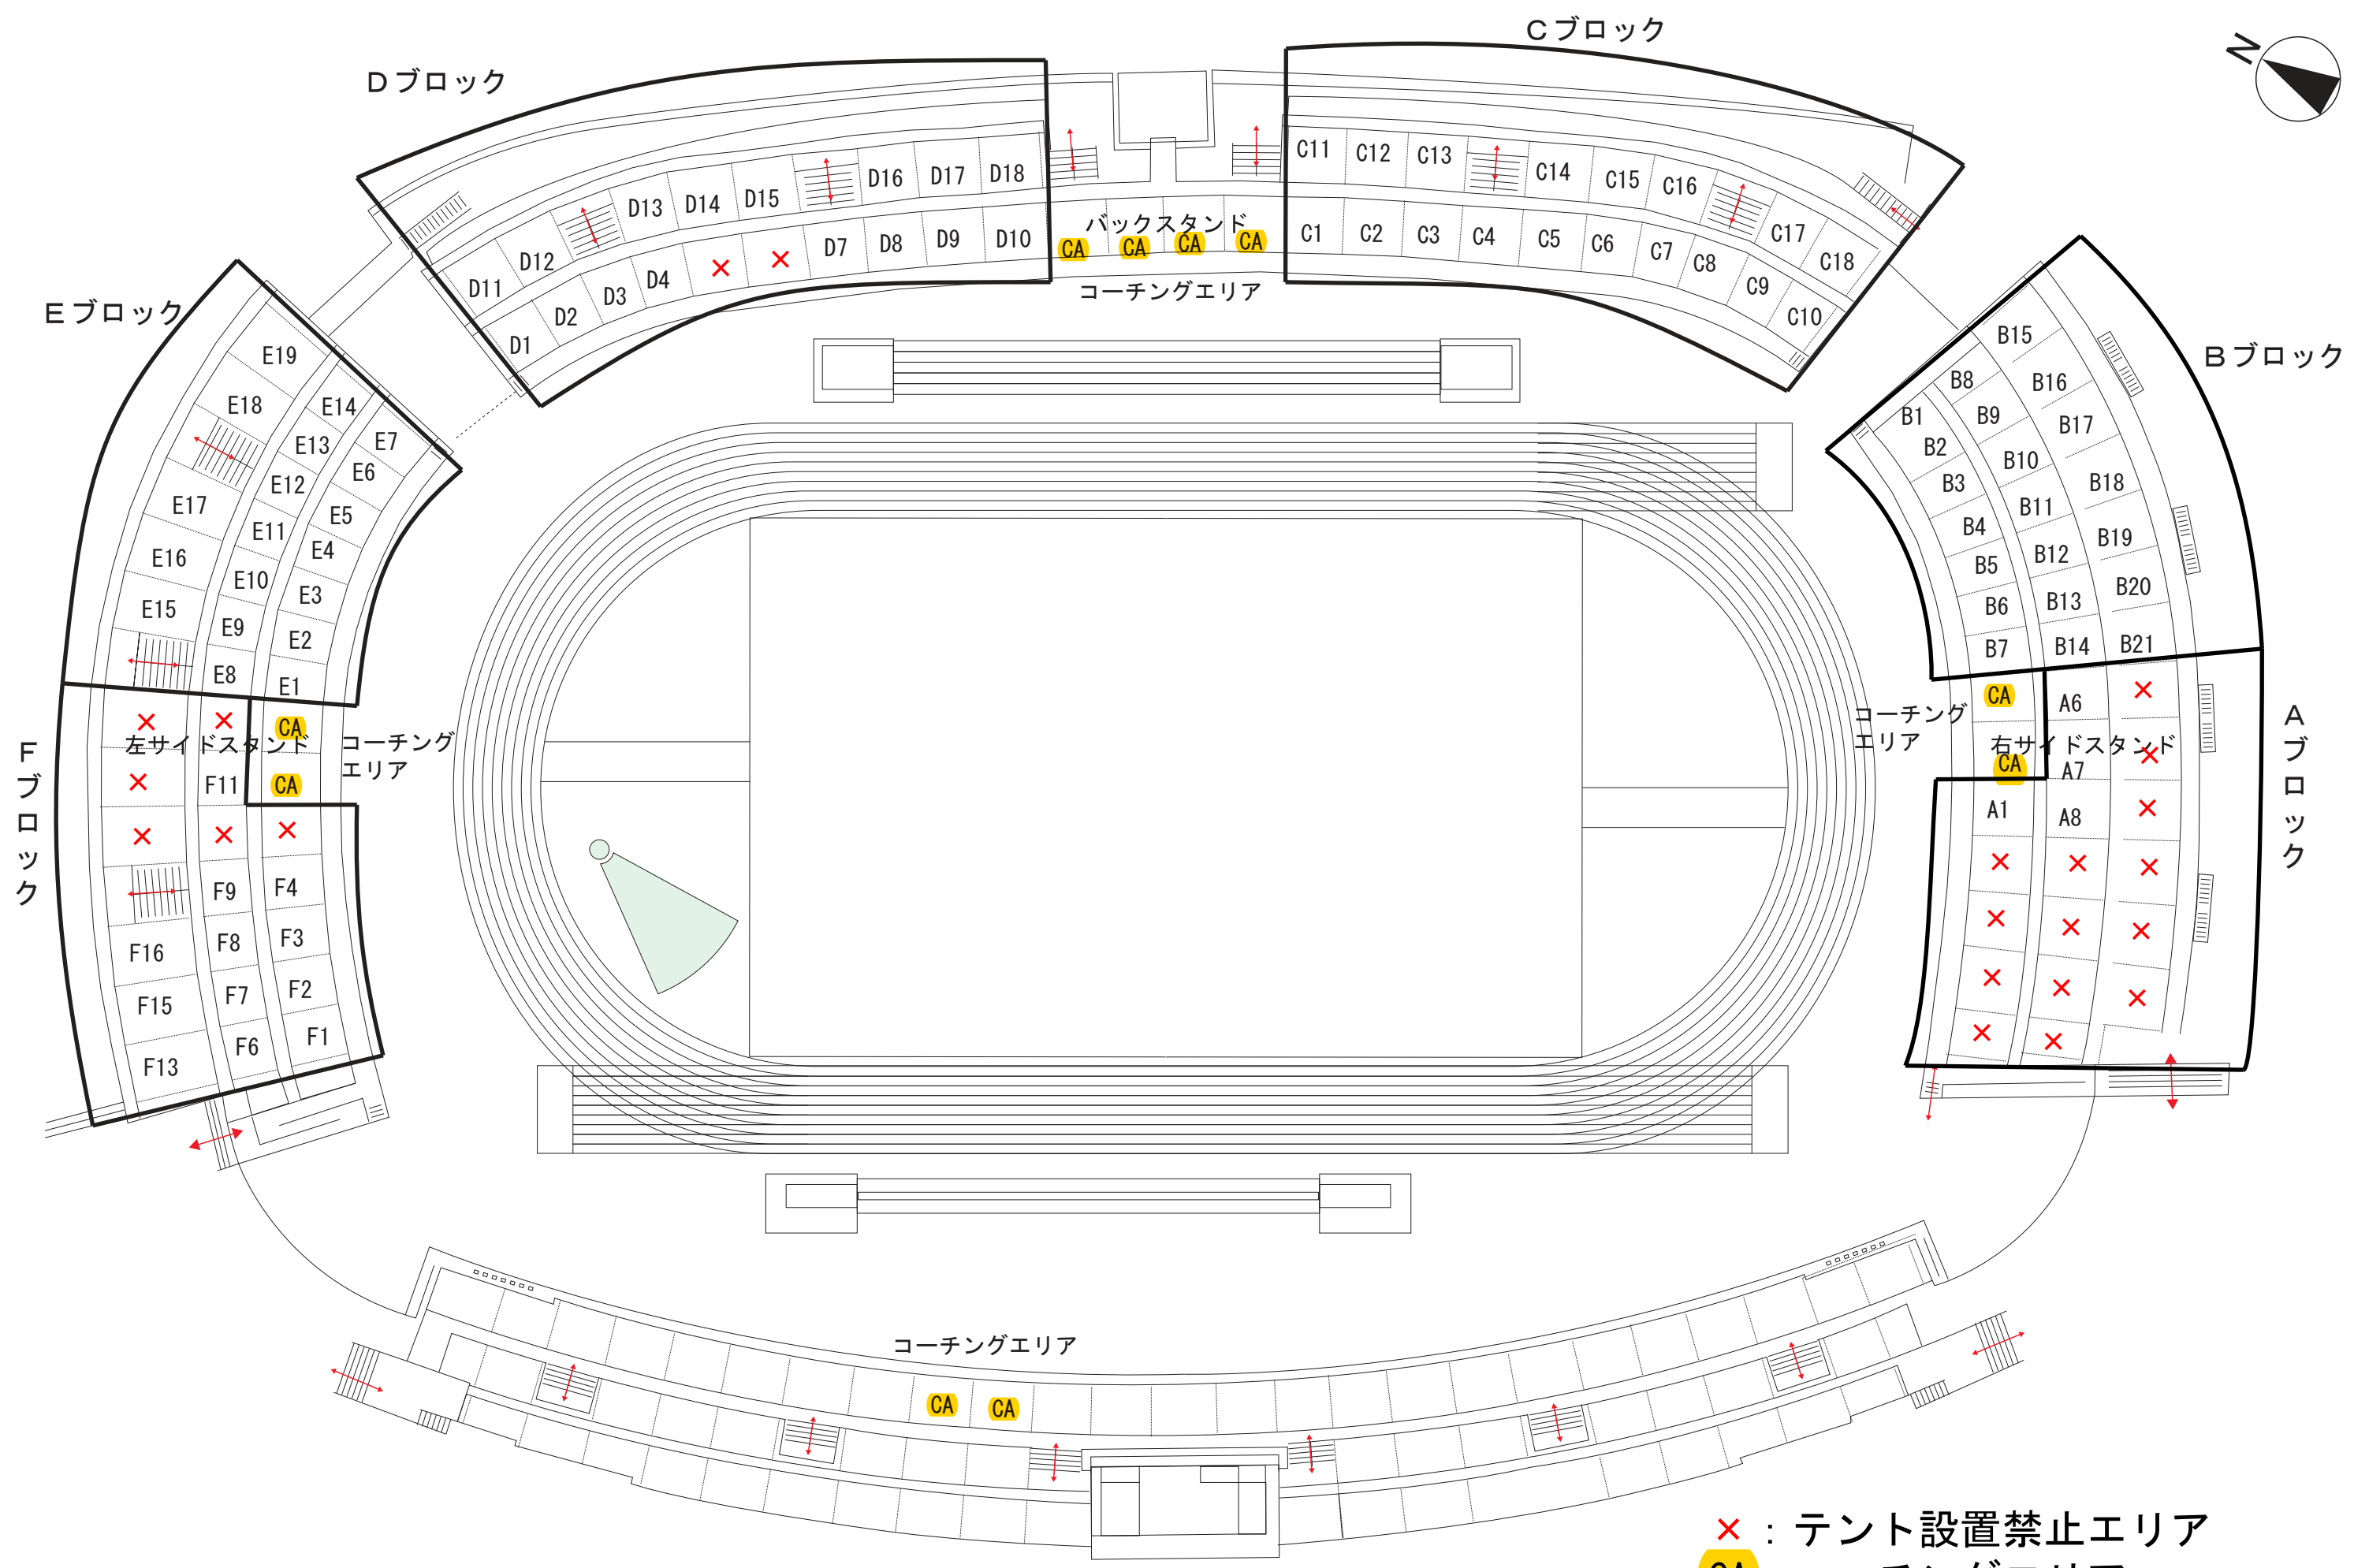 Cブロック
N
Dブロック
C11 C12 C13 C14 C15 C16 C17 C18
D11 D12 D13 D14 D15 D16 D17 D18
バックスタンド
CA CA CA CA
C1 C2 C3 C4 C5 C6 C7 C8 C9 C10
D1 D2 D3 D4 × × D7 D8 D9 D10
コーチングエリア
Eブロック
E19
E18
E17
E16
E15
E14
E13
E12
E11
E10
E9
E8
E7
E6
E5
E4
E3
E2
E1
Bブロック
B15
B16
B17
B18
B19
B20
B21
B8
B9
B10
B11
B12
B13
B14
B1
B2
B3
B4
B5
B6
B7
Fブロック
× × CA
左サイドスタンド
コーチング
エリア
× F11 CA
× × ×
F9 F4
F16 F8 F3
F15 F7 F2
F13 F6 F1
Aブロック
コーチング
エリア
CA A6 ×
右サイドスタンド
CA A7 ×
A1 A8 ×
× × ×
× × ×
× × ×
× ×
コーチングエリア
CA CA
×：テント設置禁止エリア